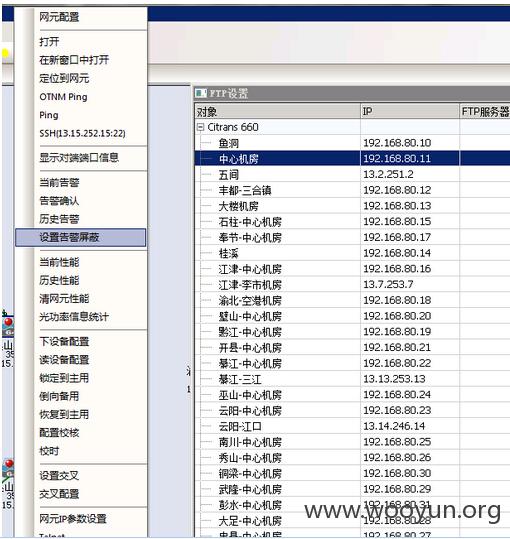 网元配置
打开
在新窗口中打开
定位到网元
OTNM Ping
Ping
SSH(13.15.252.15:22)
显示对端端口信息
当前告警
告警确认
历史告警
设置告警屏蔽
当前性能
历史性能
清网元性能
光功率信息统计
下设备配置
读设备配置
锁定到主用
倒向备用
恢复到主用
配置校核
校时
设置交叉
交叉配置
网元IP参数设置
Telnet
FTP设置
对象 IP FTP服务器
Citrans 660
鱼洞 192.168.80.10
中心机房 192.168.80.11
五间 13.2.251.2
丰都-三合镇 192.168.80.12
大楼机房 192.168.80.13
石柱-中心机房 192.168.80.15
奉节-中心机房 192.168.80.17
桂溪 192.168.80.14
江津-中心机房 192.168.80.16
江津-李市机房 13.7.253.7
渝北-空港机房 192.168.80.18
璧山-中心机房 192.168.80.20
黔江-中心机房 192.168.80.19
开县-中心机房 192.168.80.21
綦江-中心机房 192.168.80.22
綦江-三江 13.13.253.13
巫山-中心机房 192.168.80.24
云阳-中心机房 192.168.80.23
云阳-江口 13.14.246.14
南川-中心机房 192.168.80.25
秀山-中心机房 192.168.80.26
铜梁-中心机房 192.168.80.30
武隆-中心机房 192.168.80.29
彭水-中心机房 192.168.80.31
大足-中心机房 192.168.80.28
www.wooyun.org